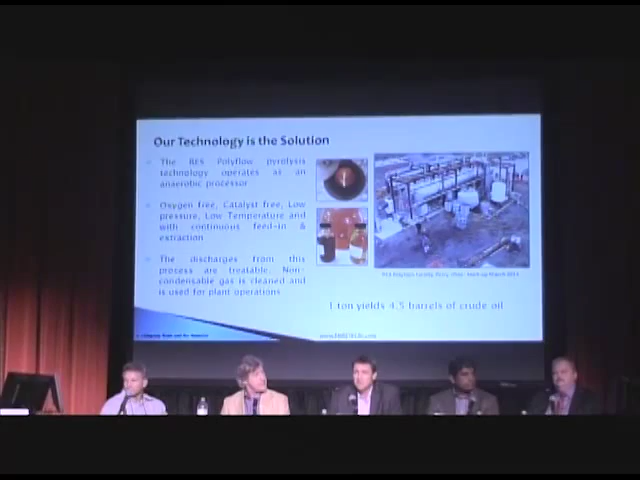 Our Technology is the Solution
The RES Polyflow pyrolysis
technology operates as an
anaerobic processor
Oxygen free, Catalyst free, Low
pressure, Low Temperature and
with continuous feed-in &
extraction
The discharges from this
process are treatable. Non-
condensable gas is cleaned and
is used for plant operations
1 ton yields 4.5 barrels of crude oil